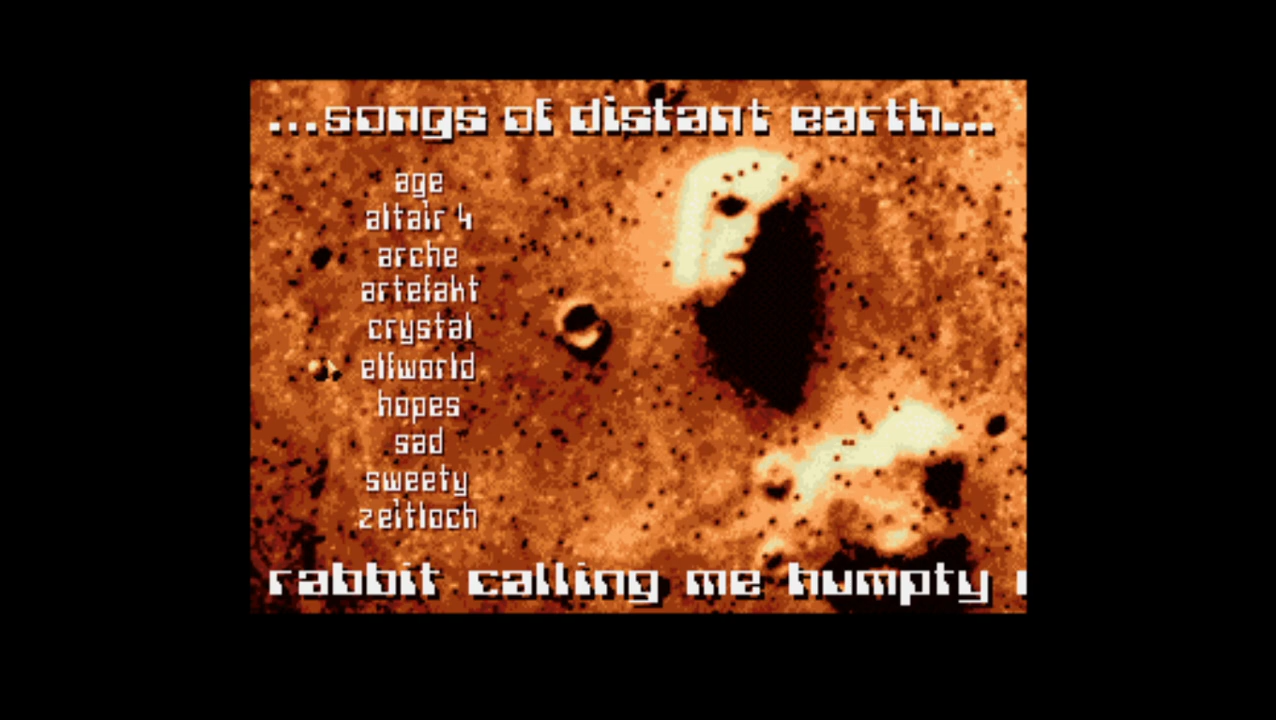 ...songs of distant earth...
age
altair 4
arche
artefakt
crystal
elfworld
hopes
sad
sweety
zeitloch
rabbit calling me humpty